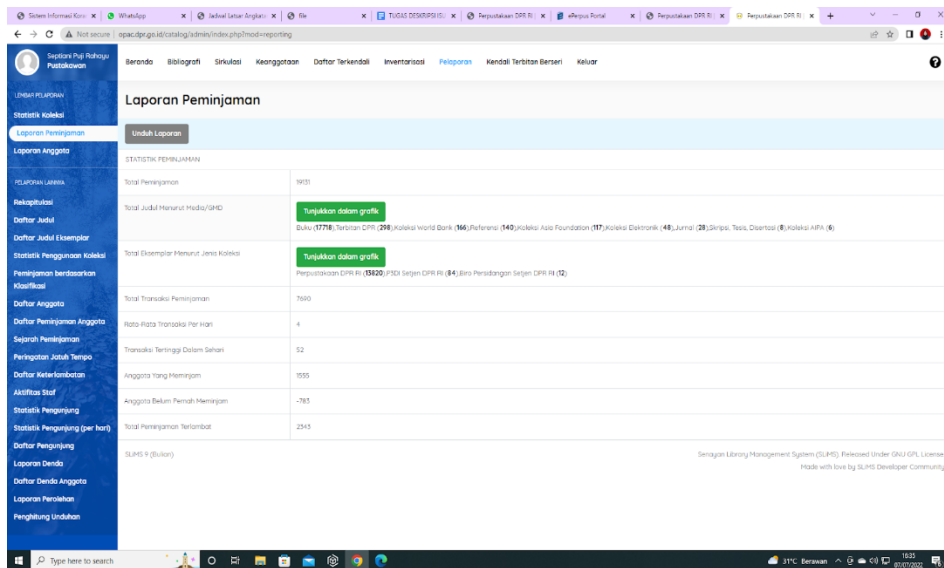 Sistem Informasi Kons
WhatsApp
Jadwal Latsar Angkata
file
TUGAS DESKRIPSI ISI
Perpustakaan DPR RI
ePerpus Portal
Perpustakaan DPR RI
Perpustakaan DPR RI
Not secure | opac.dpr.go.id/catalog/admin/index.php?mod=reporting
Septiani Puji Rahayu
Pustakawan
Beranda Bibliografi Sirkulasi Keanggotaan Daftar Terkendali Inventarisasi Pelaporan Kendali Terbitan Berseri Keluar
LEMBAR PELAPORAN
Statistik Koleksi
Laporan Peminjaman
Laporan Anggota
PELAPORAN LAINNYA
Rekapitulasi
Daftar Judul
Daftar Judul Eksemplar
Statistik Penggunaan Koleksi
Peminjaman berdasarkan
Klasifikasi
Daftar Anggota
Daftar Peminjaman Anggota
Sejarah Peminjaman
Peringatan Jatuh Tempo
Daftar Keterlambatan
Aktifitas Staf
Statistik Pengunjung
Statistik Pengunjung (per hari)
Daftar Pengunjung
Laporan Denda
Daftar Denda Anggota
Laporan Perolehan
Penghitung Unduhan
Laporan Peminjaman
Unduh Laporan
STATISTIK PEMINJAMAN
Total Peminjaman 19131
Total Judul Menurut Media/GMD
Tunjukkan dalam grafik
Buku (17718),Terbitan DPR (298),Koleksi World Bank (166),Referensi (140),Koleksi Asia Foundation (117),Koleksi Elektronik (48),Jurnal (28),Skripsi, Tesis, Disertasi (8),Koleksi AIPA (6)
Total Eksemplar Menurut Jenis Koleksi
Tunjukkan dalam grafik
Perpustakaan DPR RI (15820),P3DI Setjen DPR RI (84),Biro Persidangan Setjen DPR RI (12)
Total Transaksi Peminjaman 7690
Rata-Rata Transaksi Per Hari 4
Transaksi Tertinggi Dalam Sehari 52
Anggota Yang Meminjam 1555
Anggota Belum Pernah Meminjam -783
Total Peminjaman Terlambat 2343
SLiMS 9 (Bulian)
Senayan Library Management System (SLiMS). Released Under GNU GPL License
Made with love by SLiMS Developer Community
Type here to search
31°C Berawan
16:35
07/07/2022